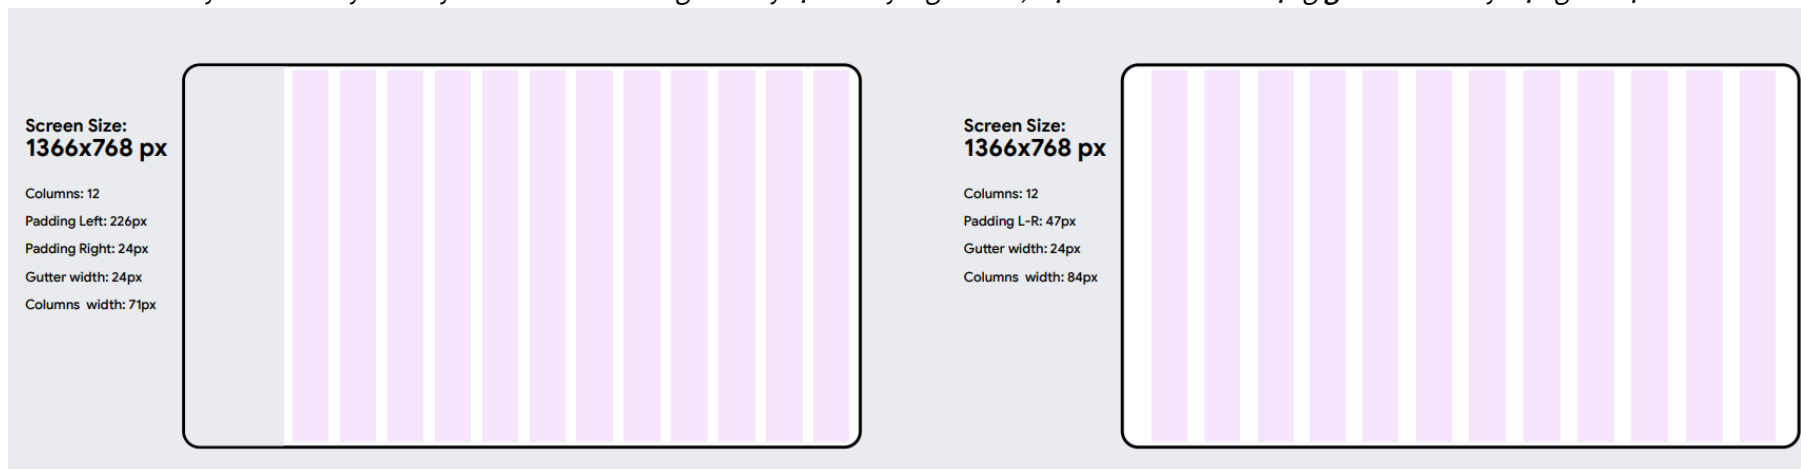 Screen Size:
1366x768 px
Columns: 12
Padding Left: 226px
Padding Right: 24px
Gutter width: 24px
Columns  width: 71px
Screen Size:
1366x768 px
Columns: 12
Padding L-R: 47px
Gutter width: 24px
Columns  width: 84px